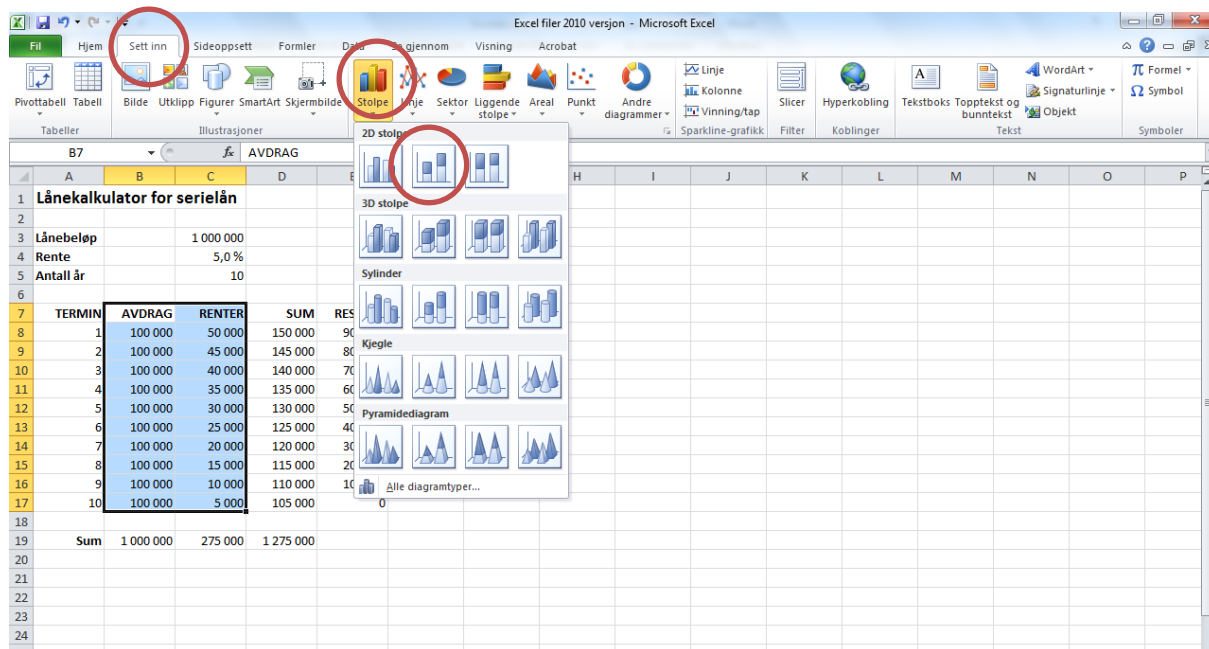 Excel filer 2010 versjon - Microsoft Excel
Fil Hjem Sett inn Sideoppsett Formler Visning Acrobat
Pivottabell Tabell Bilde Utklipp Figurer SmartArt Skjermbilde Stolpe Linje Sektor Liggende stolpe Areal Punkt Andre diagrammer
Linje
Kolonne
Vinning/tap
Slicer Hyperkobling Tekstboks Topptekst og bunntekst
WordArt
Signaturlinje
Objekt
π Formel
Ω Symbol
Tabeller Illustrasjoner Sparkline-grafikk Filter Koblinger Tekst Symboler
B7 fx AVDRAG
2D stolpe
3D stolpe
Sylinder
Kjegle
Pyramidediagram
Alle diagramtyper...
A B C D E H I J K L M N O P
1 Lånekalkulator for serielån
2
3 Lånebeløp 1 000 000
4 Rente 5,0 %
5 Antall år 10
6
7 TERMIN AVDRAG RENTER SUM
8 1 100 000 50 000 150 000
9 2 100 000 45 000 145 000
10 3 100 000 40 000 140 000
11 4 100 000 35 000 135 000
12 5 100 000 30 000 130 000
13 6 100 000 25 000 125 000
14 7 100 000 20 000 120 000
15 8 100 000 15 000 115 000
16 9 100 000 10 000 110 000
17 10 100 000 5 000 105 000 0
18
19 Sum 1 000 000 275 000 1 275 000
20
21
22
23
24